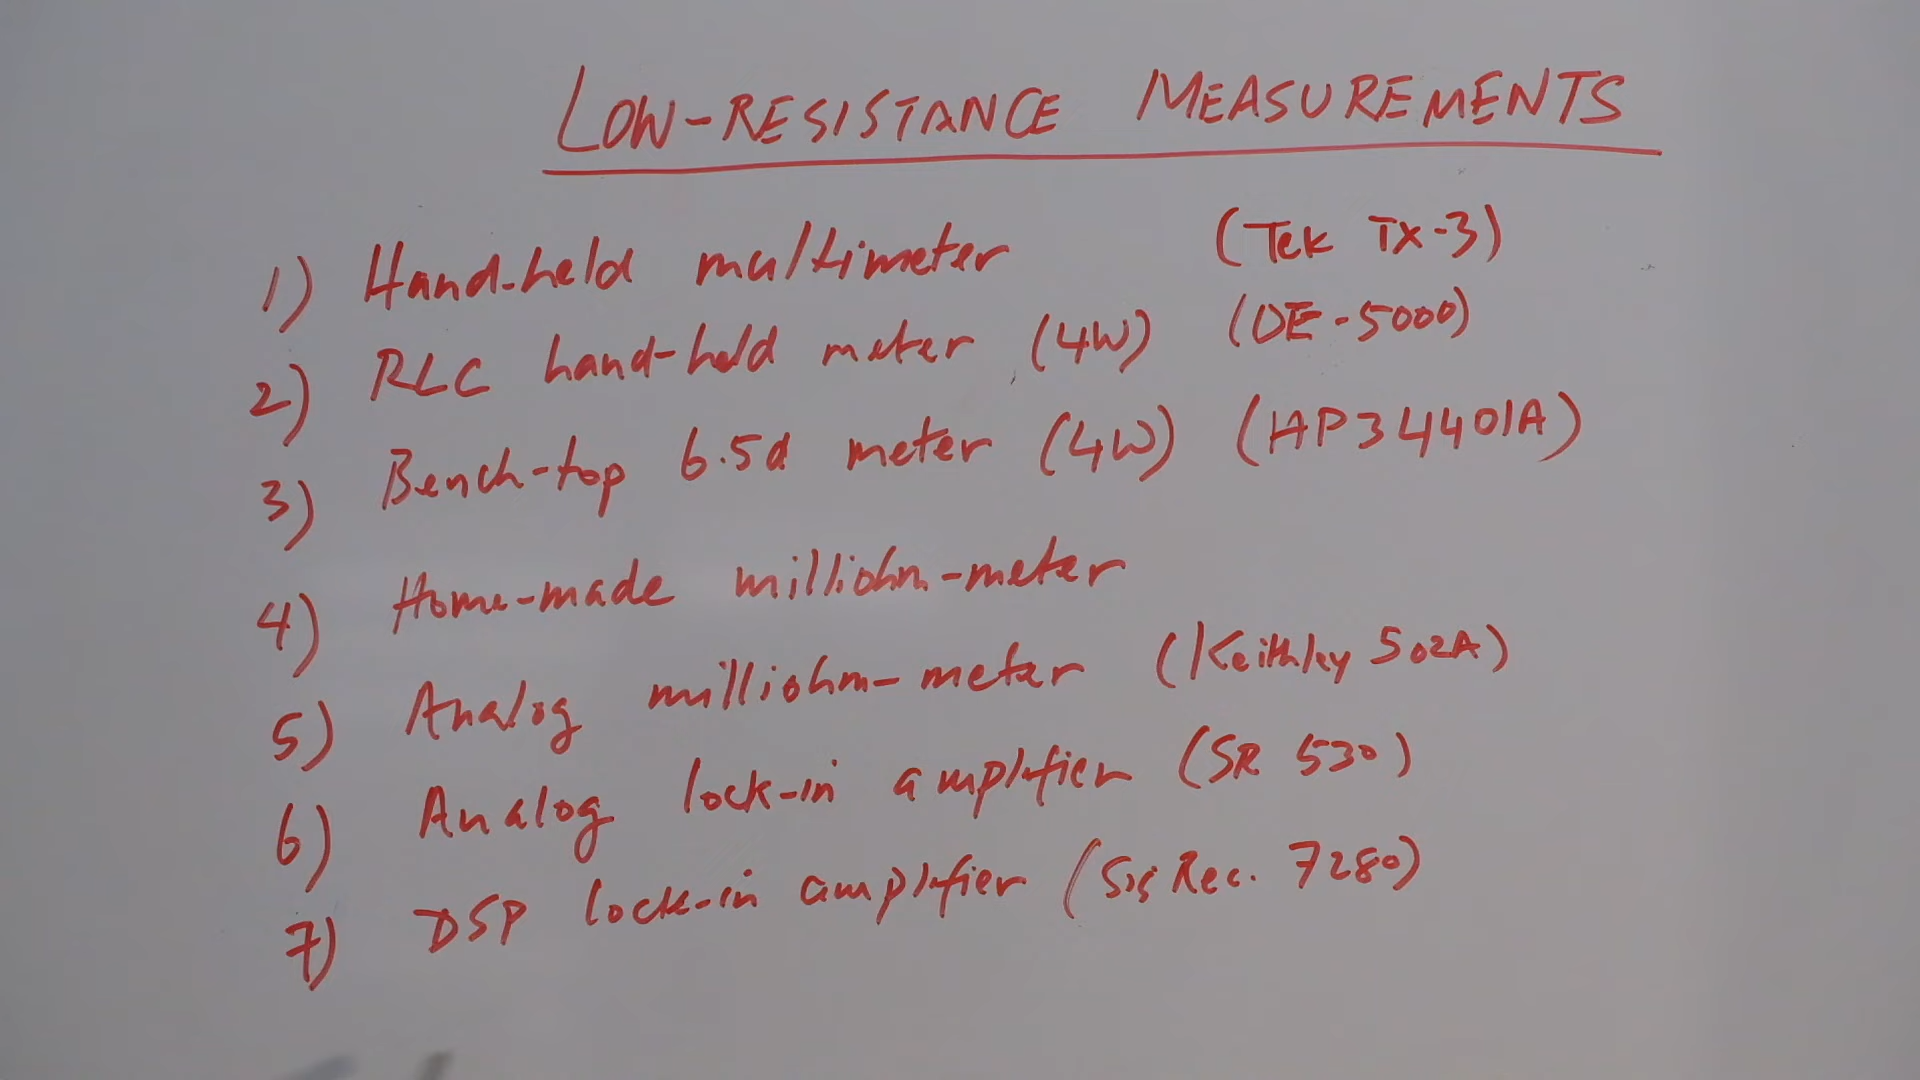 LOW-RESISTANCE MEASUREMENTS
1) Hand-held multimeter (Tek TX-3)
2) RLC hand-held meter (4W) (DE-5000)
3) Bench-top 6.5d meter (4W) (HP34401A)
4) Home-made milliohm-meter
5) Analog milliohm-meter (Keithley 502A)
6) Analog lock-in amplifier (SR 530)
7) DSP lock-in amplifier (Sig Rec. 7280)